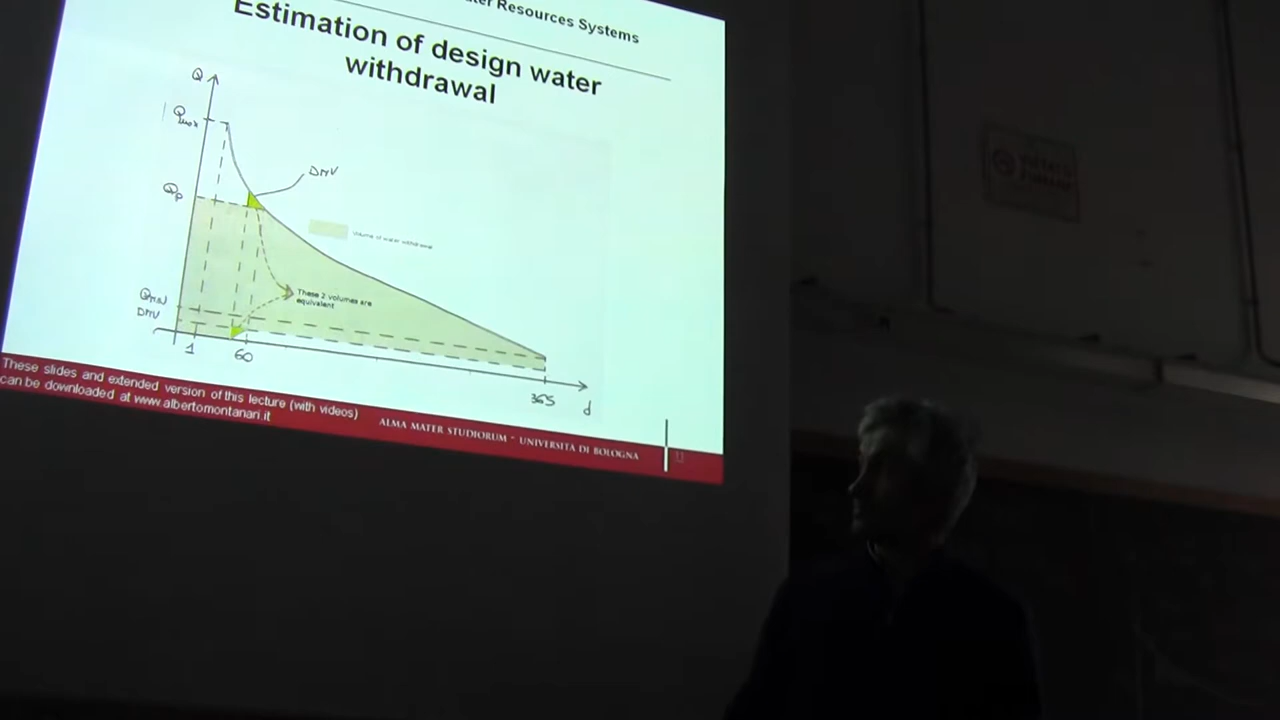 Resources Systems
Estimation of design water
withdrawal
Q
Qmax
DMV
Qp
Volume of water withdrawal
These 2 volumes are
equivalent
QMIN
DMV
1
60
365
d
These slides and extended version of this lecture (with videos)
can be downloaded at www.albertomontanari.it
ALMA MATER STUDIORUM - UNIVERSITÀ DI BOLOGNA
11